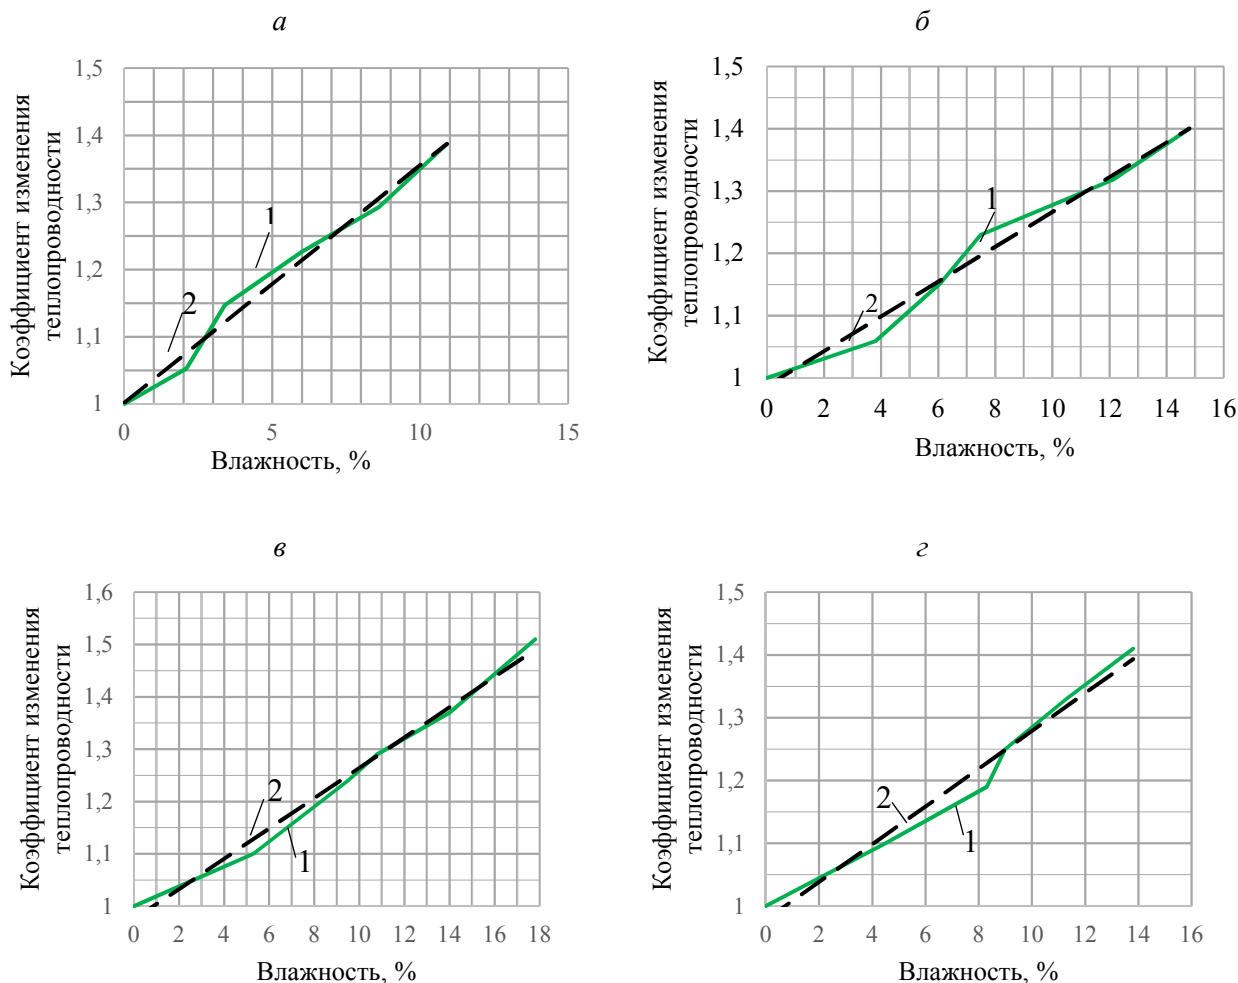 а
Коэффициент изменения
теплопроводности
1,5
1,4
1,3
1,2
1,1
1
1
2
0 5 10 15
Влажность, %
б
Коэффициент изменения
теплопроводности
1,5
1,4
1,3
1,2
1,1
1
1
2
0 2 4 6 8 10 12 14 16
Влажность, %
в
Коэффициент изменения
теплопроводности
1,6
1,5
1,4
1,3
1,2
1,1
1
2
1
0 2 4 6 8 10 12 14 16 18
Влажность, %
г
Коэффициент изменения
теплопроводности
1,5
1,4
1,3
1,2
1,1
1
2
1
0 2 4 6 8 10 12 14 16
Влажность, %